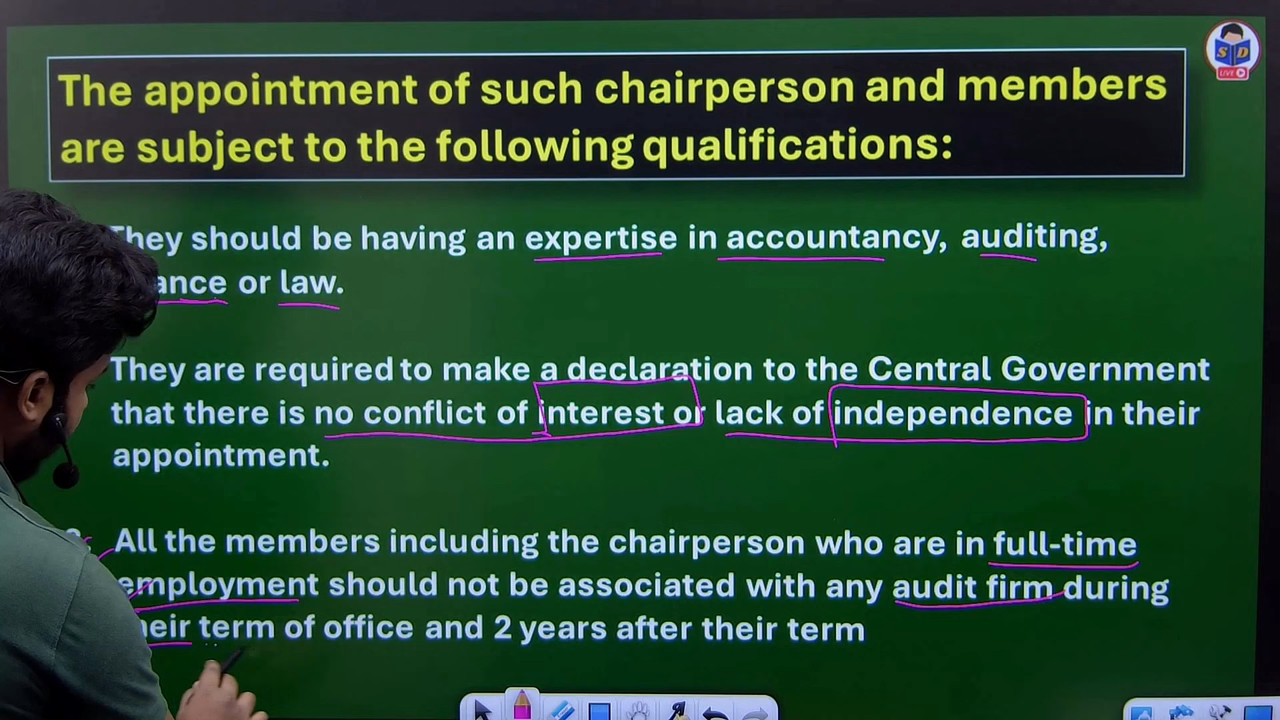 The appointment of such chairperson and members
are subject to the following qualifications:
They should be having an expertise in accountancy, auditing,
or law.
They are required to make a declaration to the Central Government
that there is no conflict of interest or lack of independence in their
appointment.
All the members including the chairperson who are in full-time
employment should not be associated with any audit firm during
their term of office and 2 years after their term
S D
LIVE